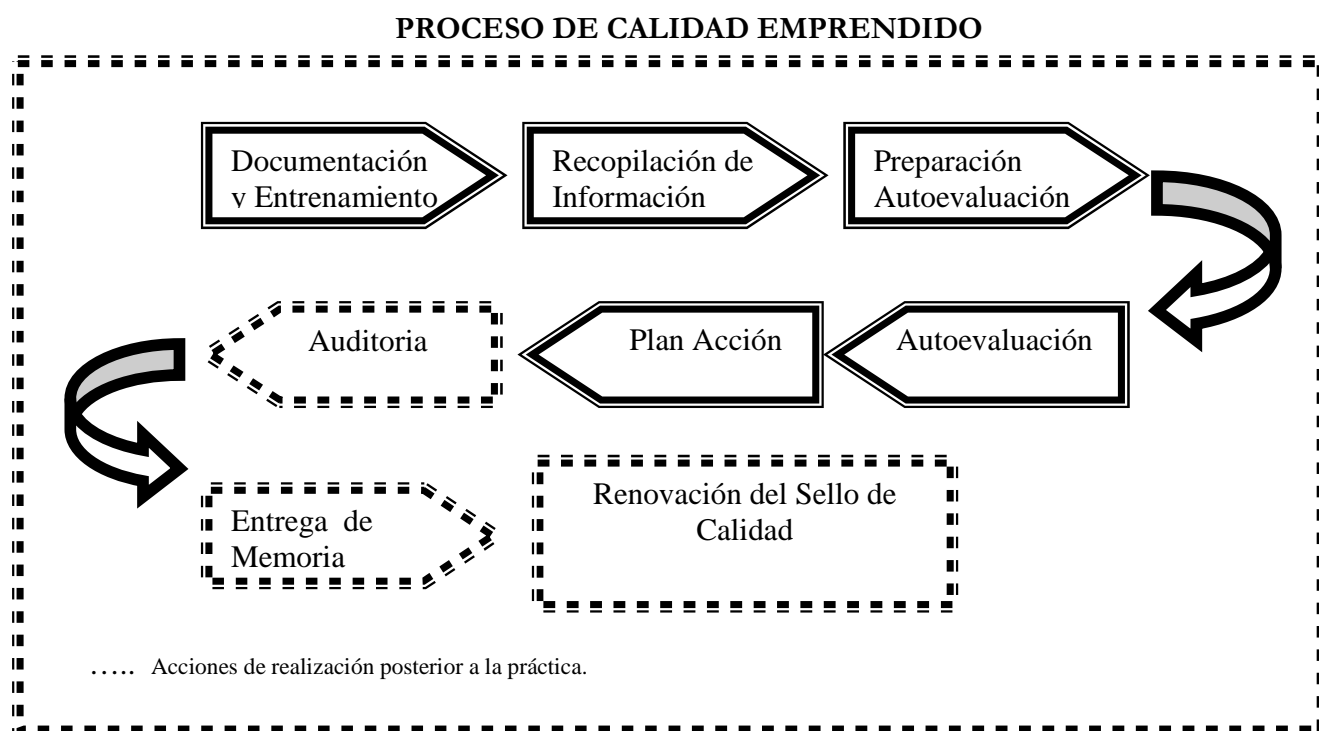 PROCESO DE CALIDAD EMPRENDIDO
Documentación
y Entrenamiento
Recopilación de
Información
Preparación
Autoevaluación
Auditoria
Plan Acción
Autoevaluación
Entrega de
Memoria
Renovación del Sello de
Calidad
..... Acciones de realización posterior a la práctica.